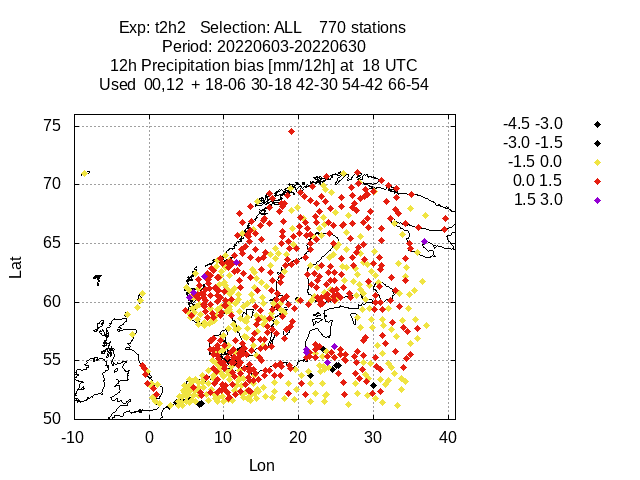 Exp: t2h2 Selection: ALL 770 stations
Period: 20220603-20220630
12h Precipitation bias [mm/12h] at 18 UTC
Used 00,12 + 18-06 30-18 42-30 54-42 66-54
-4.5 -3.0
-3.0 -1.5
-1.5 0.0
0.0 1.5
1.5 3.0
75
70
65
60
55
50
Lat
-10 0 10 20 30 40
Lon